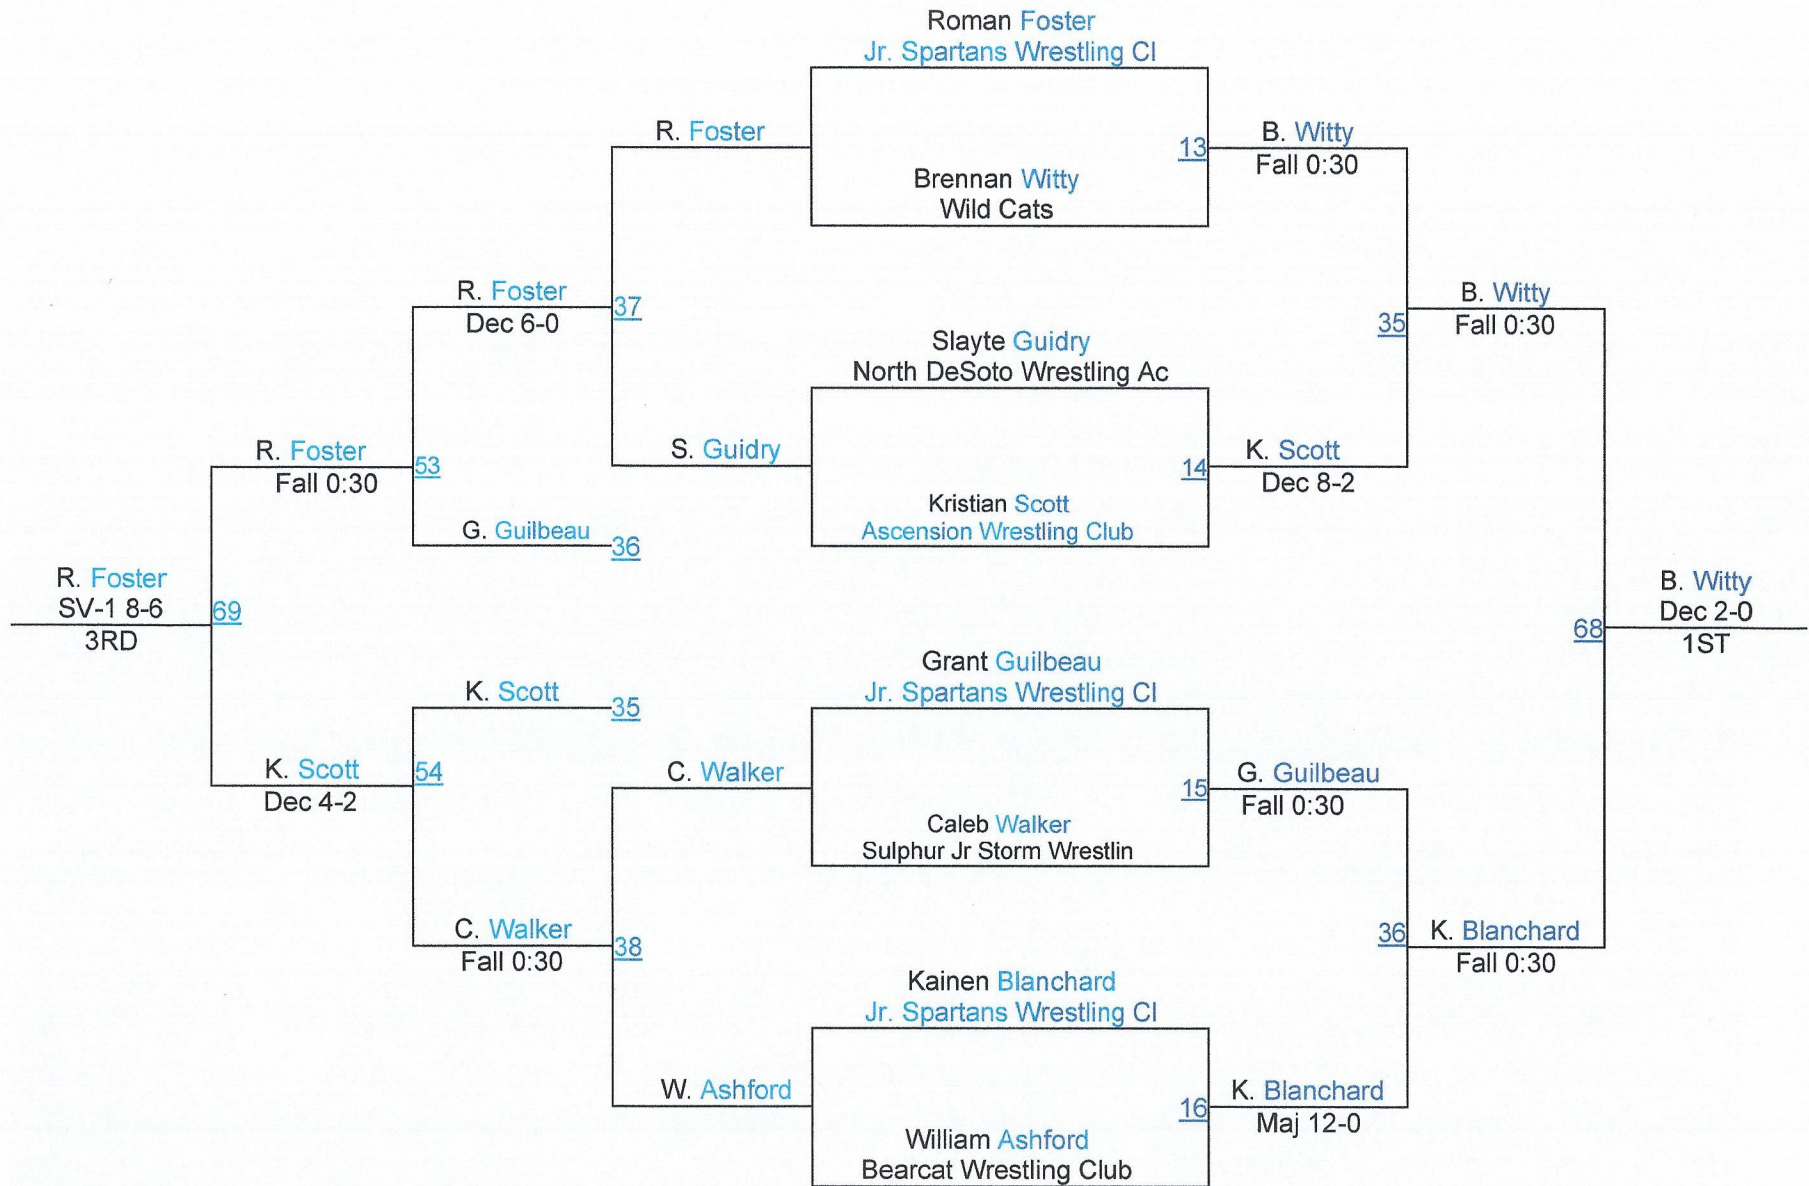 Roman Foster
Jr. Spartans Wrestling Cl
R. Foster
13
B. Witty
Fall 0:30
Brennan Witty
Wild Cats
R. Foster
Dec 6-0
37
B. Witty
Fall 0:30
35
Slayte Guidry
North DeSoto Wrestling Ac
R. Foster
Fall 0:30
53
S. Guidry
14
K. Scott
Dec 8-2
Kristian Scott
Ascension Wrestling Club
G. Guilbeau
36
R. Foster
SV-1 8-6
3RD
69
B. Witty
Dec 2-0
1ST
68
Grant Guilbeau
Jr. Spartans Wrestling Cl
K. Scott
35
K. Scott
Dec 4-2
54
C. Walker
15
G. Guilbeau
Fall 0:30
Caleb Walker
Sulphur Jr Storm Wrestlin
C. Walker
Fall 0:30
38
36
K. Blanchard
Fall 0:30
Kainen Blanchard
Jr. Spartans Wrestling Cl
W. Ashford
16
K. Blanchard
Maj 12-0
William Ashford
Bearcat Wrestling Club